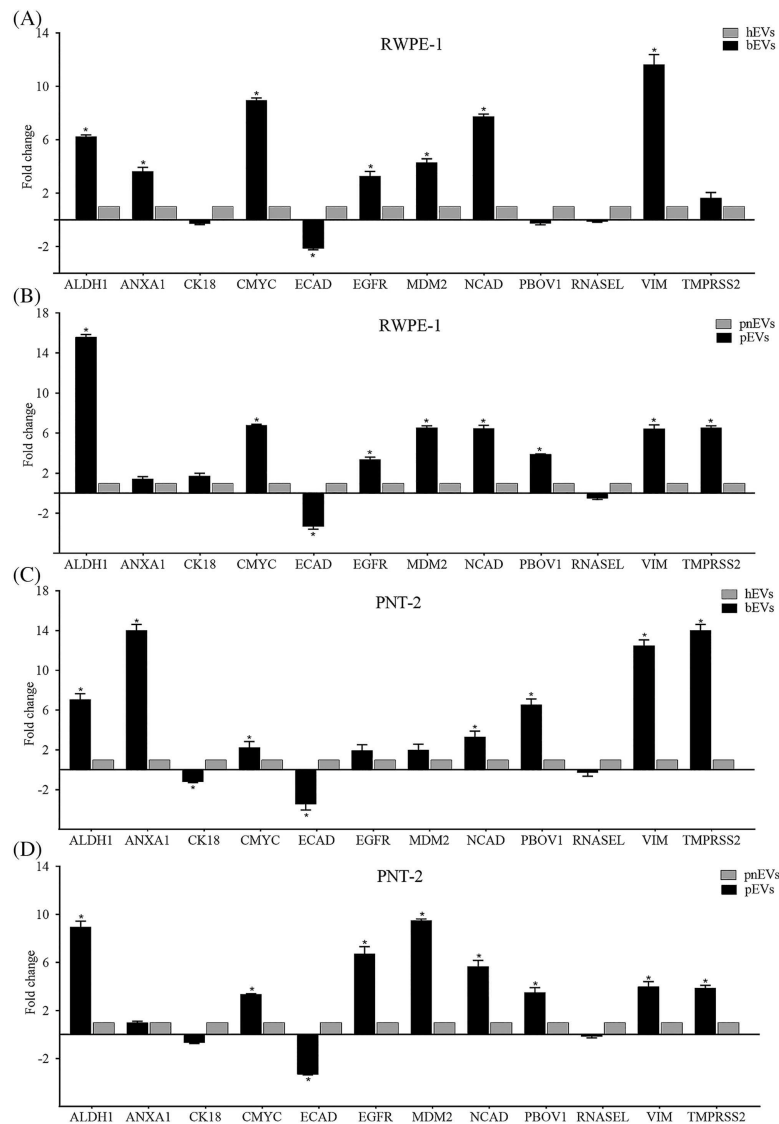 (A)
14
RWPE-1
hEVs
bEVs
10
6
2
-2
Fold change
* * * * * * * * *
ALDH1 ANXA1 CK18 CMYC ECAD EGFR MDM2 NCAD PBOV1 RNASEL VIM TMPRSS2
(B)
18
RWPE-1
pnEVs
pEVs
14
10
6
2
-2
Fold change
* * * * * * * * *
ALDH1 ANXA1 CK18 CMYC ECAD EGFR MDM2 NCAD PBOV1 RNASEL VIM TMPRSS2
(C)
18
PNT-2
hEVs
bEVs
14
10
6
2
-2
Fold change
* * * * * * * * *
ALDH1 ANXA1 CK18 CMYC ECAD EGFR MDM2 NCAD PBOV1 RNASEL VIM TMPRSS2
(D)
14
PNT-2
pnEVs
pEVs
10
6
2
-2
Fold change
* * * * * * * * *
ALDH1 ANXA1 CK18 CMYC ECAD EGFR MDM2 NCAD PBOV1 RNASEL VIM TMPRSS2